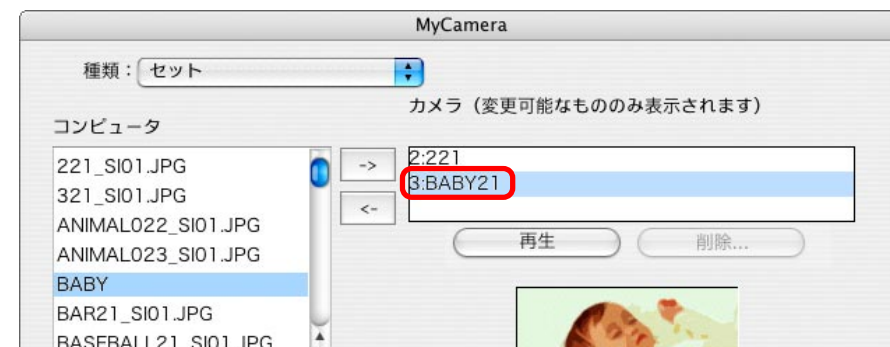 MyCamera
種類：セット
カメラ（変更可能なもののみ表示されます）
コンピュータ
221_SI01.JPG
321_SI01.JPG
ANIMAL022_SI01.JPG
ANIMAL023_SI01.JPG
BABY
BAR21_SI01.JPG
BASEBALL21_SI01.JPG
->
<-
2:221
3:BABY21
再生
削除...